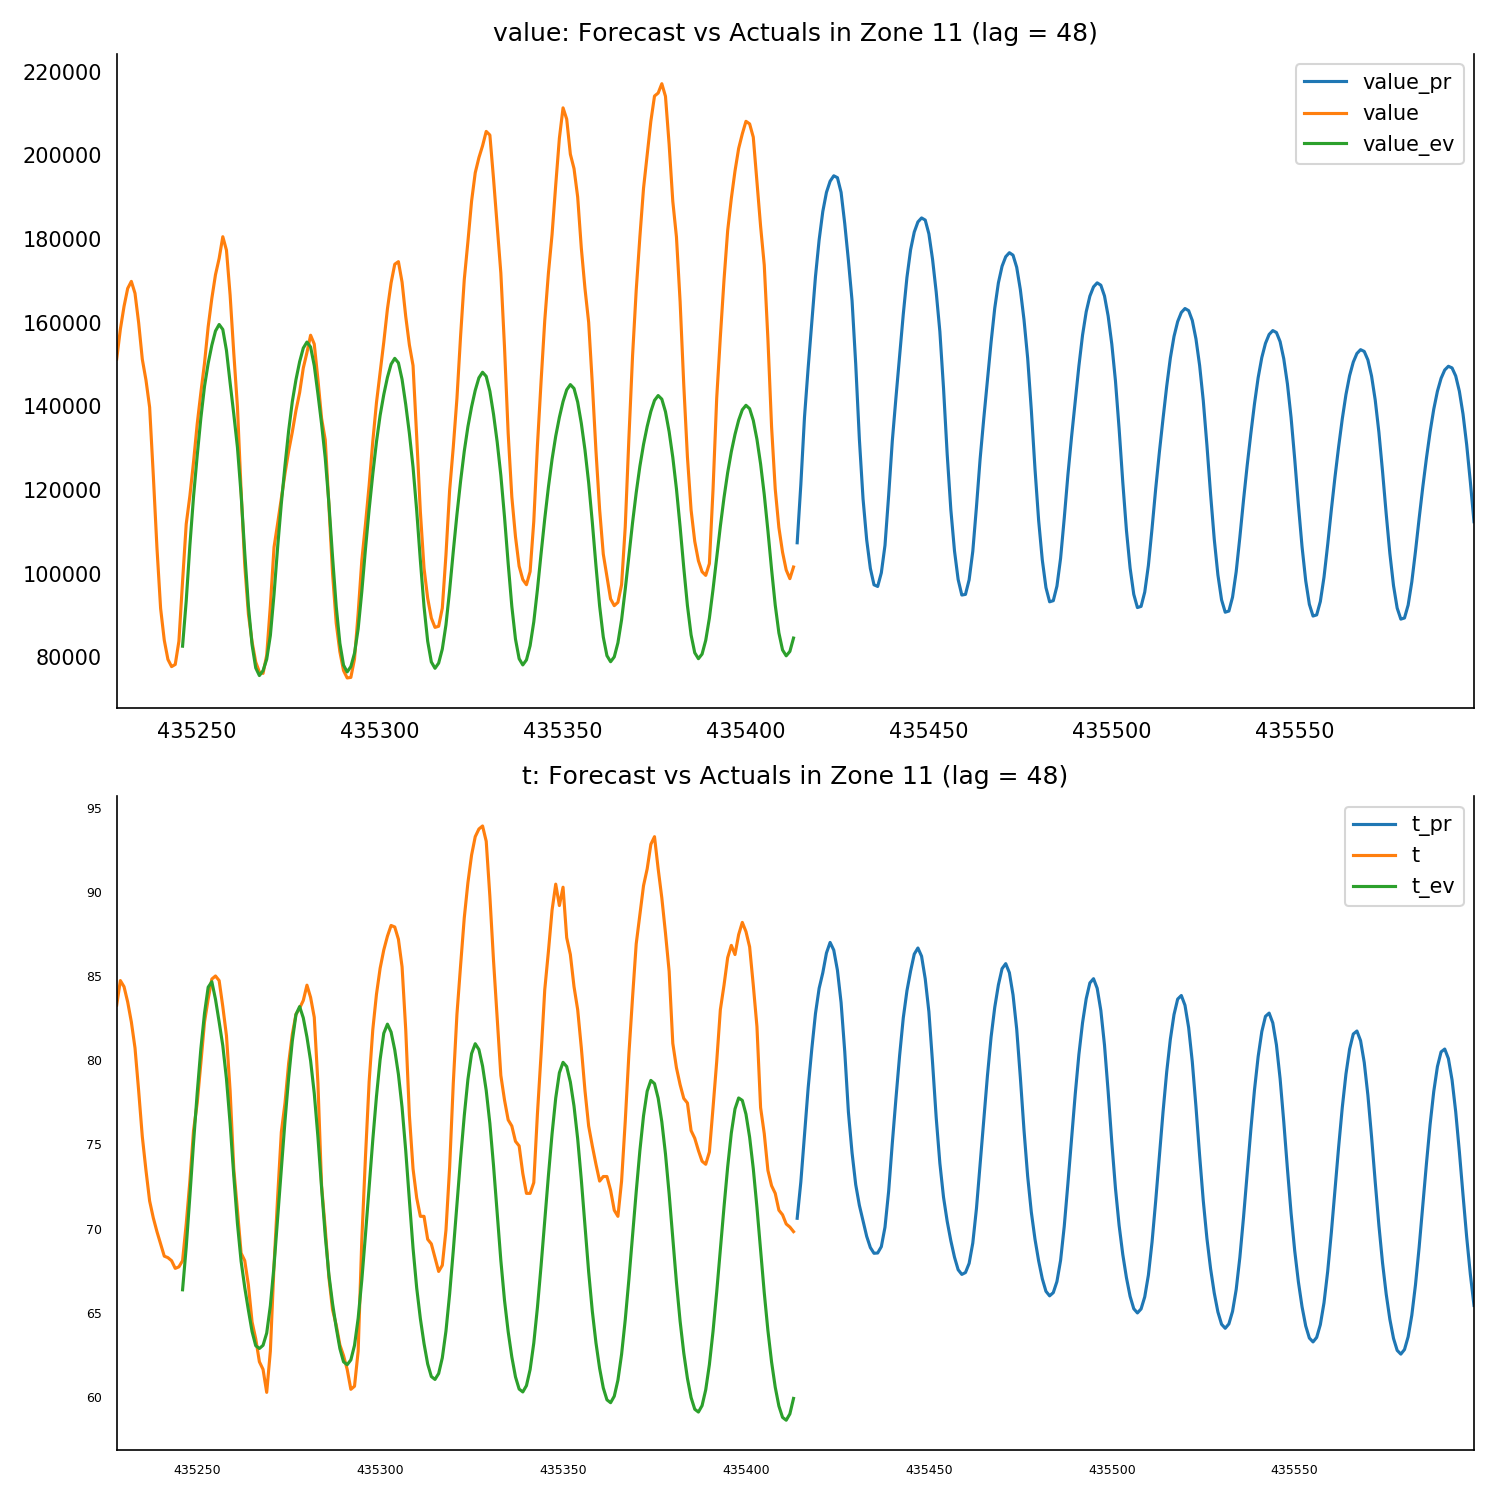 value: Forecast vs Actuals in Zone 11 (lag = 48)
220000
200000
180000
160000
140000
120000
100000
80000
value_pr
value
value_ev
435250 435300 435350 435400 435450 435500 435550
t: Forecast vs Actuals in Zone 11 (lag = 48)
95
90
85
80
75
70
65
60
t_pr
t
t_ev
435250 435300 435350 435400 435450 435500 435550